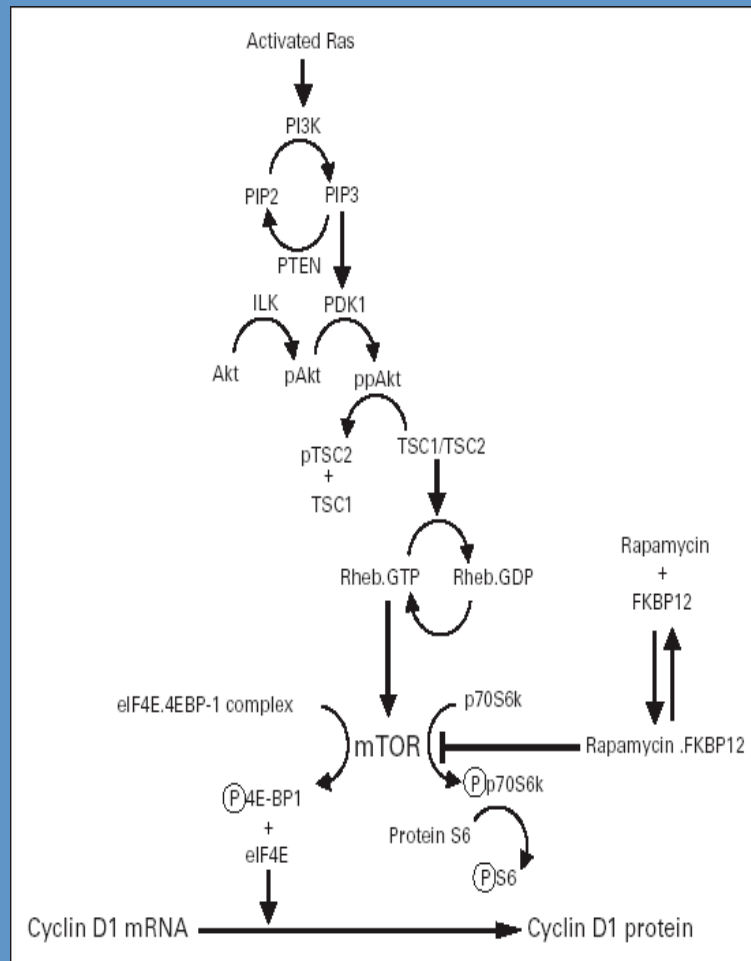 Activated Ras
PI3K
PIP2
PIP3
PTEN
ILK
PDK1
Akt
pAkt
ppAkt
pTSC2
+
TSC1
TSC1/TSC2
Rheb.GTP
Rheb.GDP
Rapamycin
+
FKBP12
eIF4E.4EBP-1 complex
p70S6k
mTOR
Rapamycin .FKBP12
P 4E-BP1
+
eIF4E
P p70S6k
Protein S6
P S6
Cyclin D1 mRNA
Cyclin D1 protein